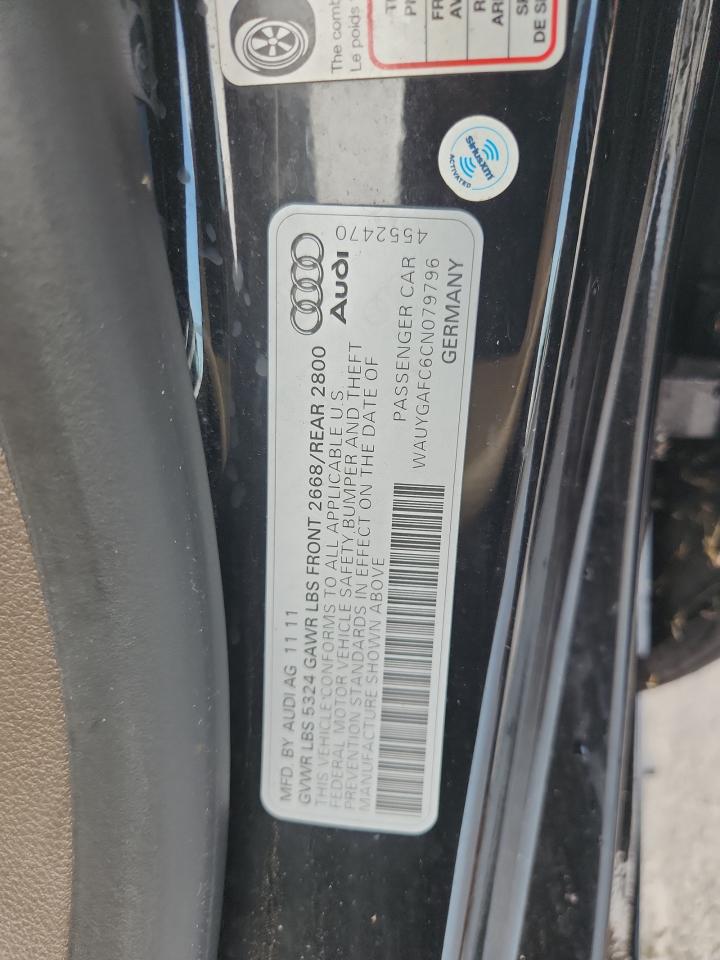 The comb
Le poids
siriusxm
ACTIVATED
Audi
4552470
MFD. BY AUDI AG 11 11
GVWR LBS 5324 GAWR LBS FRONT 2668/REAR 2800
THIS VEHICLE CONFORMS TO ALL APPLICABLE U.S.
FEDERAL MOTOR VEHICLE SAFETY, BUMPER AND THEFT
PREVENTION STANDARDS IN EFFECT ON THE DATE OF
MANUFACTURE SHOWN ABOVE
PASSENGER CAR
WAUYGAFC6CN079796
GERMANY